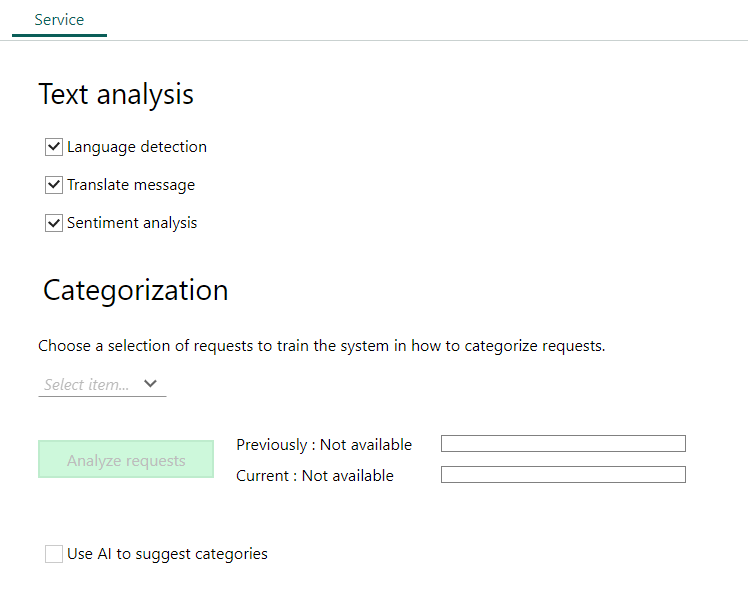 Service
Text analysis
Language detection
Translate message
Sentiment analysis
Categorization
Choose a selection of requests to train the system in how to categorize requests.
Select item...
Analyze requests
Previously : Not available
Current : Not available
Use AI to suggest categories